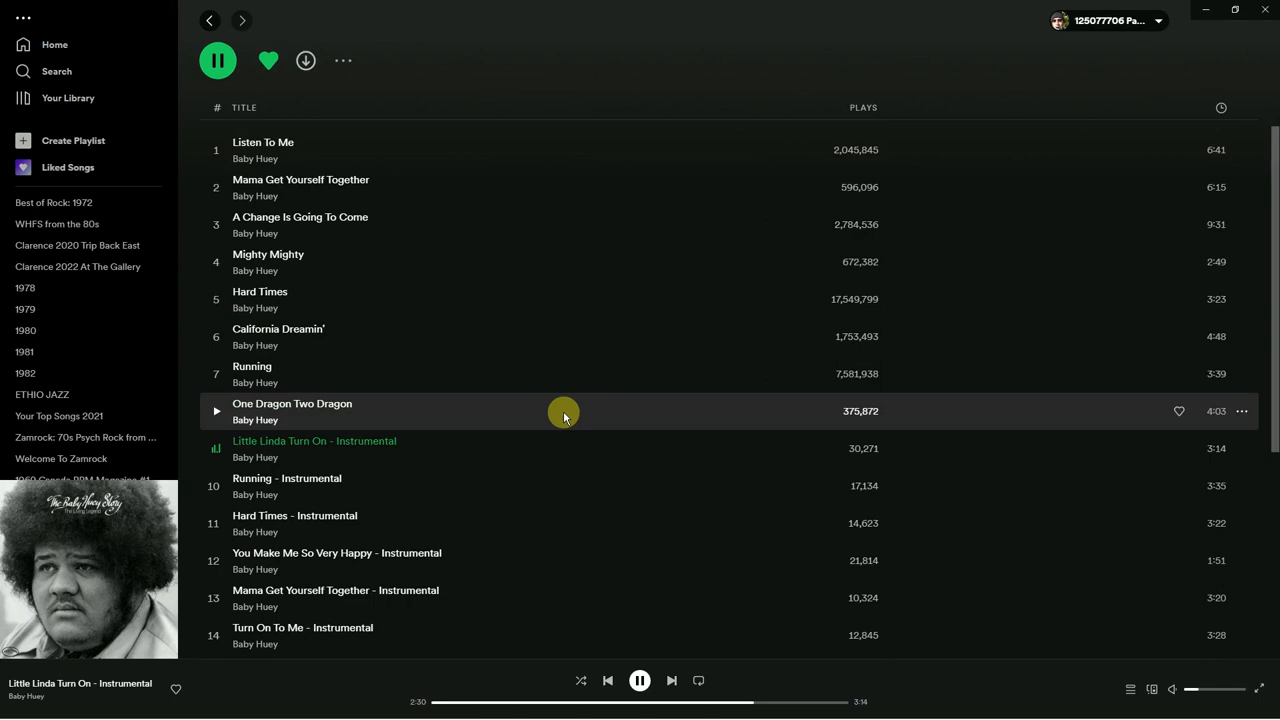 Home
Search
Your Library
Create Playlist
Liked Songs
Best of Rock: 1972
WHFS from the 80s
Clarence 2020 Trip Back East
Clarence 2022 At The Gallery
1978
1979
1980
1981
1982
ETHIO JAZZ
Your Top Songs 2021
Zamrock: 70s Psych Rock from ...
Welcome To Zamrock
The Baby Huey Story
The Living Legend
125077706 Pa...
# TITLE PLAYS
1 Listen To Me 2,045,845 6:41
Baby Huey
2 Mama Get Yourself Together 596,096 6:15
Baby Huey
3 A Change Is Going To Come 2,784,536 9:31
Baby Huey
4 Mighty Mighty 672,382 2:49
Baby Huey
5 Hard Times 17,549,799 3:23
Baby Huey
6 California Dreamin' 1,753,493 4:48
Baby Huey
7 Running 7,581,938 3:39
Baby Huey
One Dragon Two Dragon 375,872 4:03
Baby Huey
Little Linda Turn On - Instrumental 30,271 3:14
Baby Huey
10 Running - Instrumental 17,134 3:35
Baby Huey
11 Hard Times - Instrumental 14,623 3:22
Baby Huey
12 You Make Me So Very Happy - Instrumental 21,814 1:51
Baby Huey
13 Mama Get Yourself Together - Instrumental 10,324 3:20
Baby Huey
14 Turn On To Me - Instrumental 12,845 3:28
Baby Huey
Little Linda Turn On - Instrumental
Baby Huey
2:30 3:14